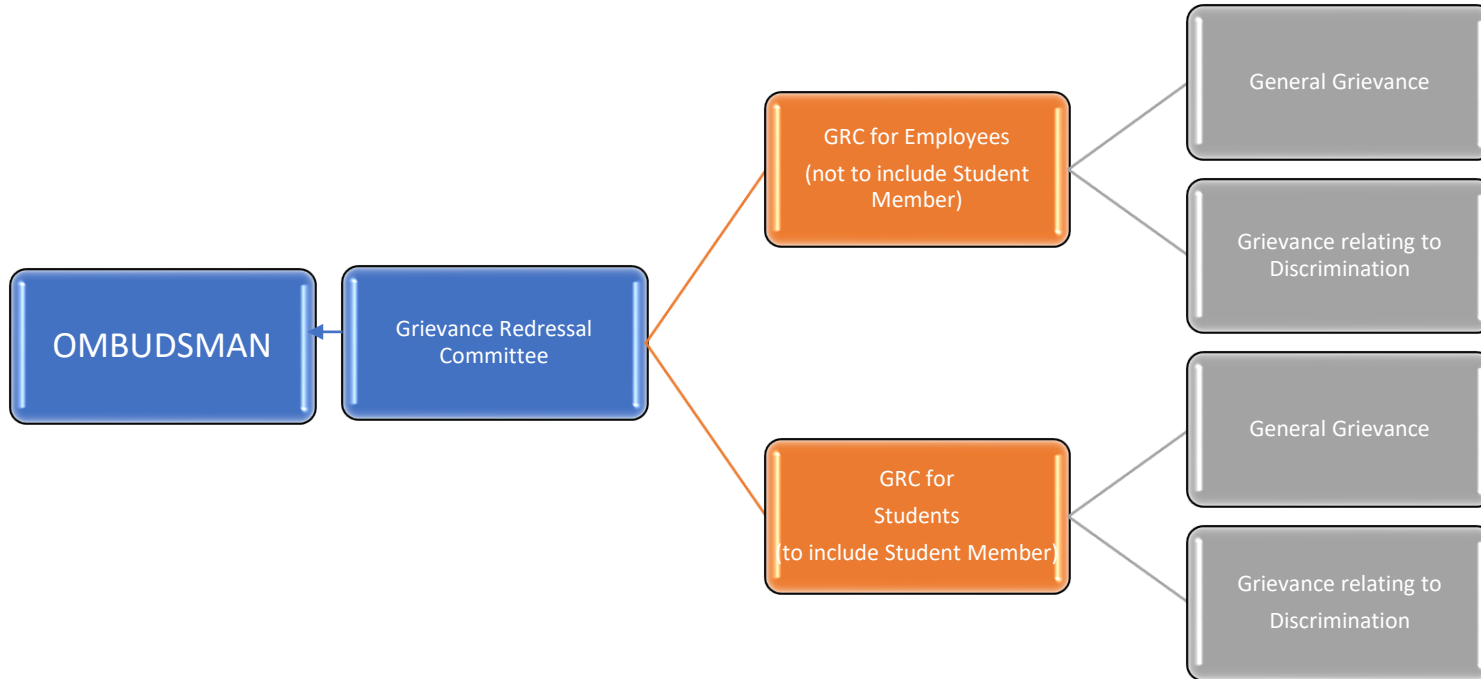 OMBUDSMAN
Grievance Redressal
Committee
GRC for Employees
(not to include Student
Member)
General Grievance
Grievance relating to
Discrimination
GRC for
Students
(to include Student Member)
General Grievance
Grievance relating to
Discrimination